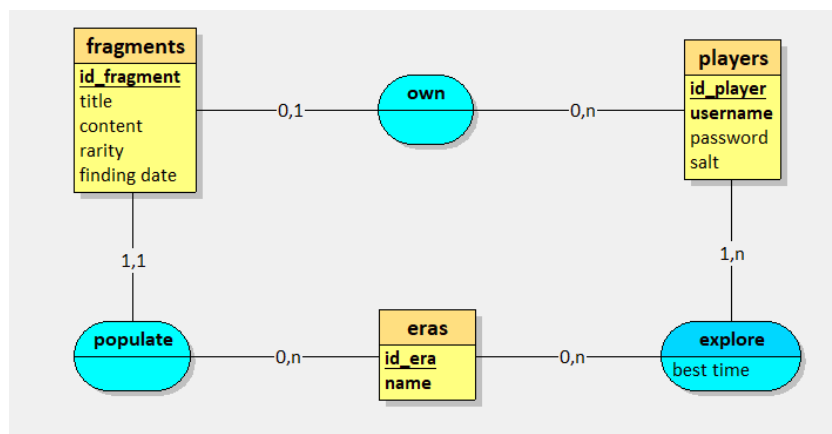 fragments
id_fragment
title
content
rarity
finding date
0,1
own
0,n
players
id_player
username
password
salt
1,1
1,n
populate
0,n
eras
id_era
name
0,n
explore
best time